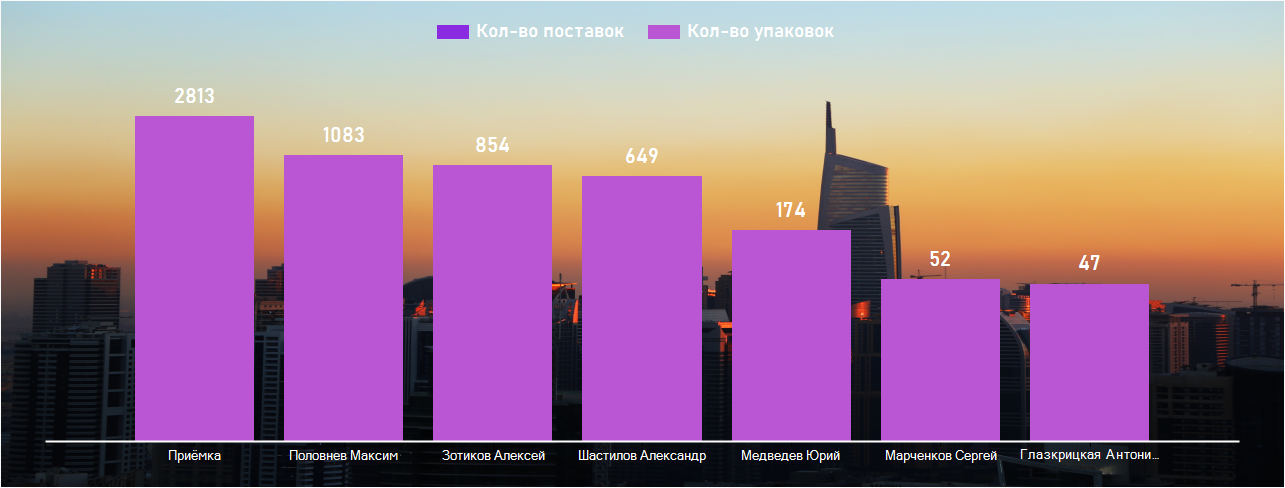 Кол-во поставок Кол-во упаковок
2813
1083
854
649
174
52
47
Приёмка
Половнев Максим
Зотиков Алексей
Шастилов Александр
Медведев Юрий
Марченков Сергей
Глазкрицкая Антони...